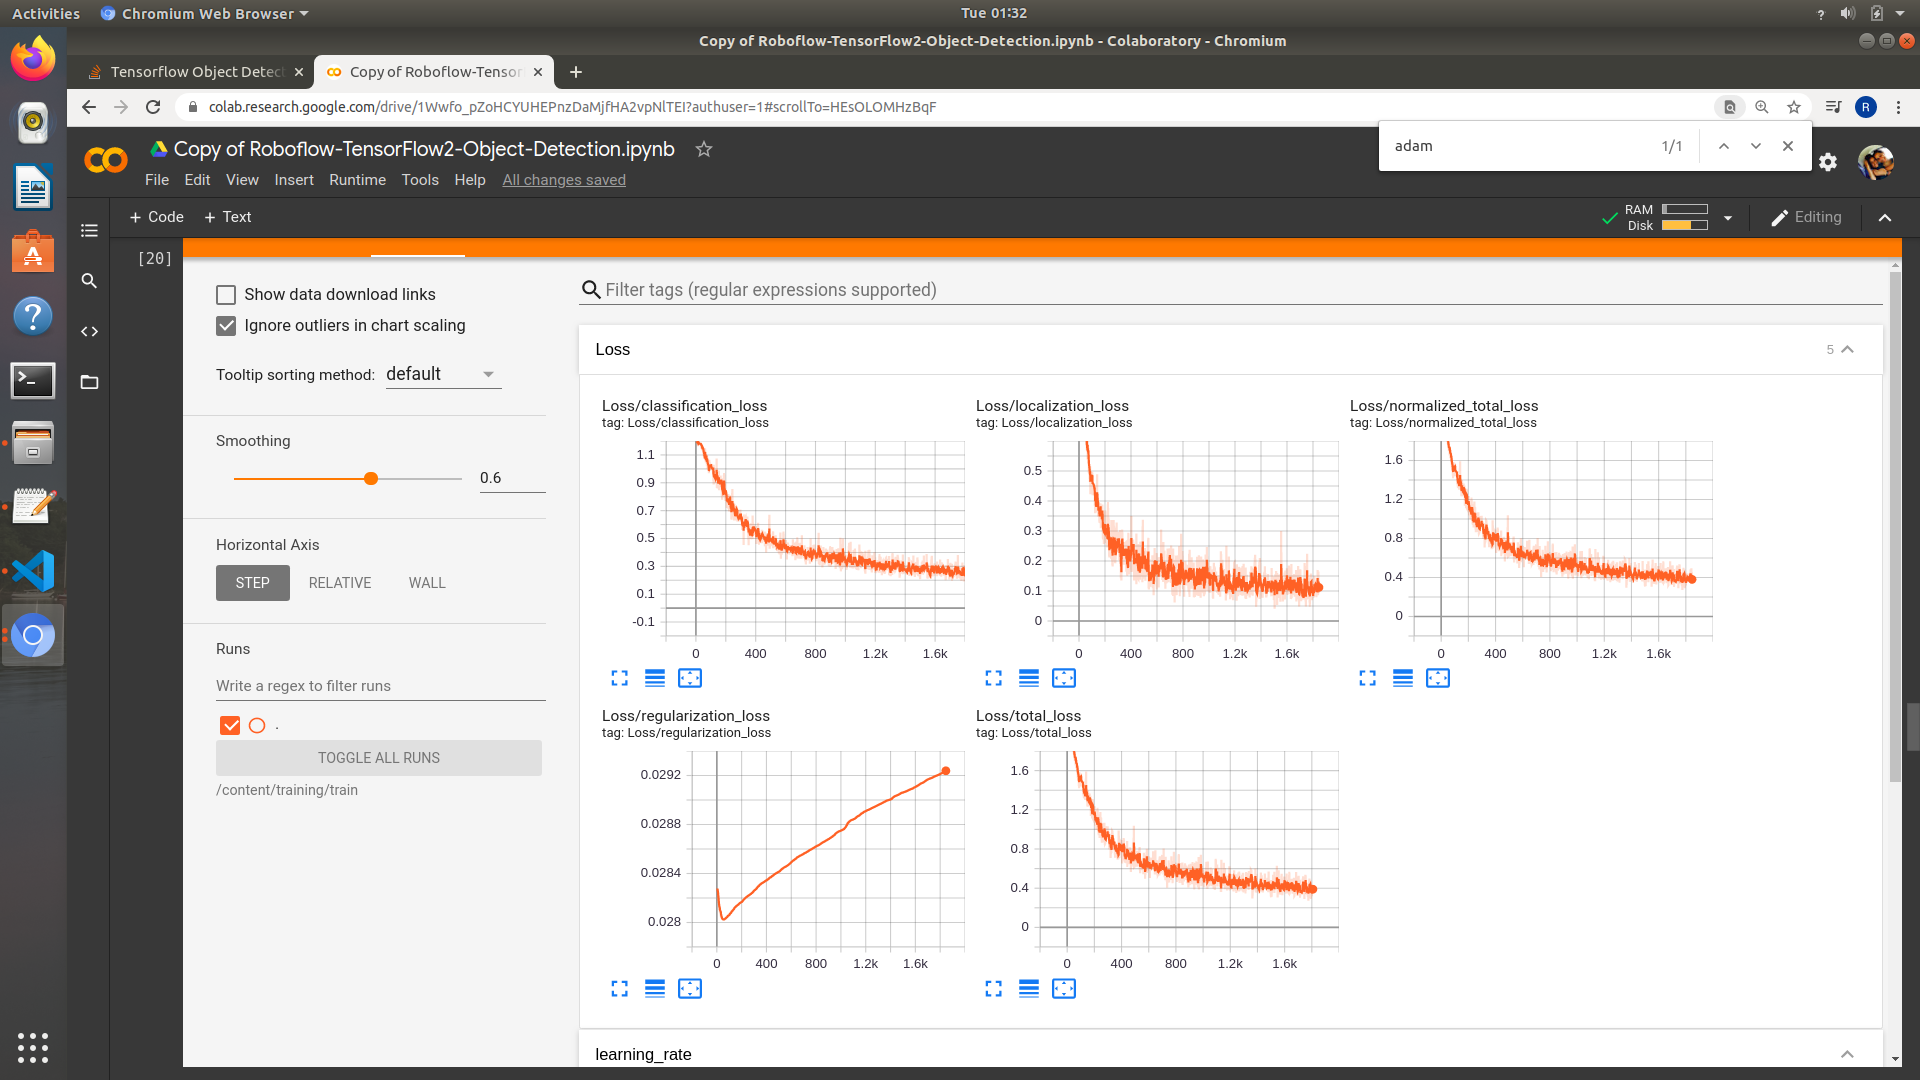 Activities
Chromium Web Browser
Tue 01:32
Copy of Roboflow-TensorFlow2-Object-Detection.ipynb - Colaboratory - Chromium
Tensorflow Object Detect
Copy of Roboflow-Tensor
colab.research.google.com/drive/1Wwfo_pZoHCYUHEPnzDaMjfHA2vpNlTEI?authuser=1#scrollTo=HEsOLOMHzBqF
R
adam
1/1
Copy of Roboflow-TensorFlow2-Object-Detection.ipynb
File Edit View Insert Runtime Tools Help All changes saved
+ Code + Text
RAM
Disk
Editing
[20]
Show data download links
Ignore outliers in chart scaling
Tooltip sorting method: default
Smoothing
0.6
Horizontal Axis
STEP RELATIVE WALL
Runs
Write a regex to filter runs
.
TOGGLE ALL RUNS
/content/training/train
Filter tags (regular expressions supported)
Loss
5
Loss/classification_loss
tag: Loss/classification_loss
1.1
0.9
0.7
0.5
0.3
0.1
-0.1
0 400 800 1.2k 1.6k
Loss/localization_loss
tag: Loss/localization_loss
0.5
0.4
0.3
0.2
0.1
0
0 400 800 1.2k 1.6k
Loss/normalized_total_loss
tag: Loss/normalized_total_loss
1.6
1.2
0.8
0.4
0
0 400 800 1.2k 1.6k
Loss/regularization_loss
tag: Loss/regularization_loss
0.0292
0.0288
0.0284
0.028
0 400 800 1.2k 1.6k
Loss/total_loss
tag: Loss/total_loss
1.6
1.2
0.8
0.4
0
0 400 800 1.2k 1.6k
learning_rate